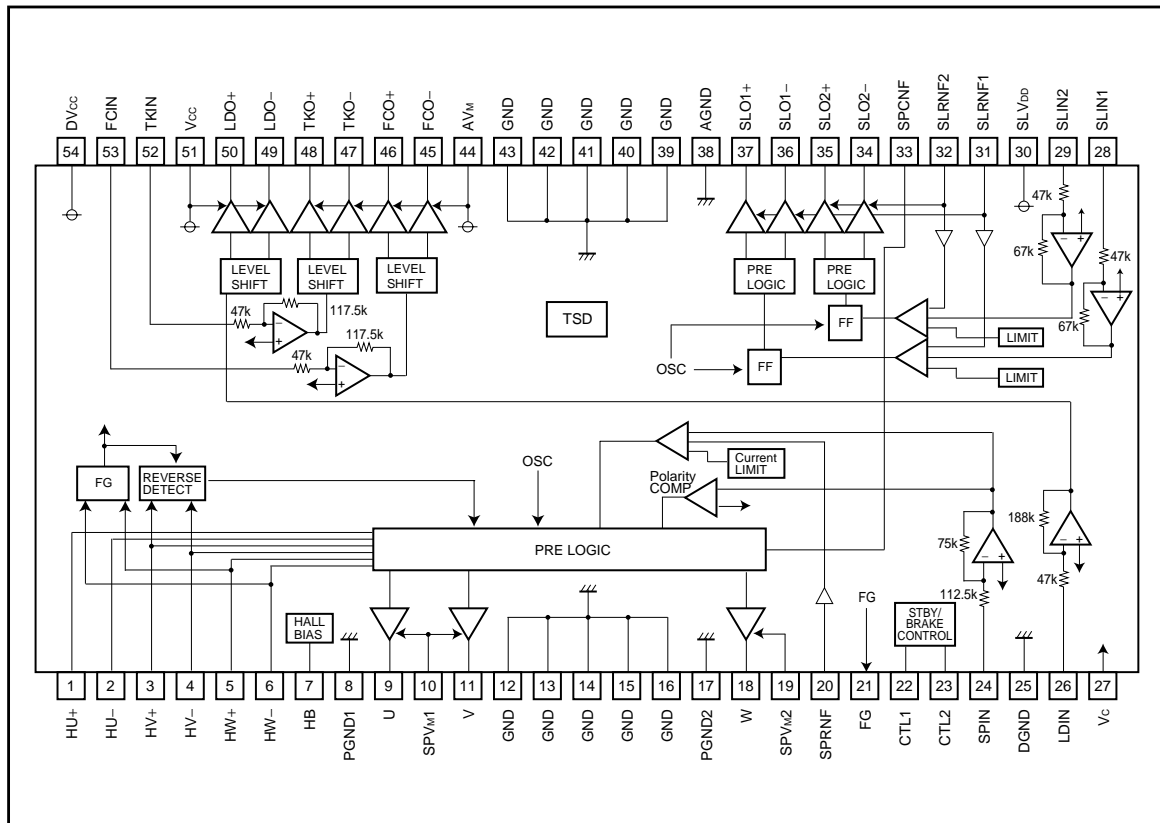 DVCC
FCIN
TKIN
VCC
LDO+
LDO−
TKO+
TKO−
FCO+
FCO−
AVM
GND
GND
GND
GND
GND
AGND
SLO1+
SLO1−
SLO2+
SLO2−
SPCNF
SLRNF2
SLRNF1
SLVDD
SLIN2
SLIN1
54 53 52 51 50 49 48 47 46 45 44 43 42 41 40 39 38 37 36 35 34 33 32 31 30 29 28
47k
67k
−
+
47k
67k
−
+
LEVEL SHIFT
LEVEL SHIFT
LEVEL SHIFT
PRE LOGIC
PRE LOGIC
47k
117.5k
−
+
47k
117.5k
−
+
TSD
FF
LIMIT
OSC
FF
LIMIT
FG
REVERSE DETECT
OSC
Current LIMIT
Polarity COMP
PRE LOGIC
75k
−
+
112.5k
188k
−
+
47k
HALL BIAS
FG
STBY/ BRAKE CONTROL
1 2 3 4 5 6 7 8 9 10 11 12 13 14 15 16 17 18 19 20 21 22 23 24 25 26 27
HU+
HU−
HV+
HV−
HW+
HW−
HB
PGND1
U
SPVM1
V
GND
GND
GND
GND
GND
PGND2
W
SPVM2
SPRNF
FG
CTL1
CTL2
SPIN
DGND
LDIN
VC